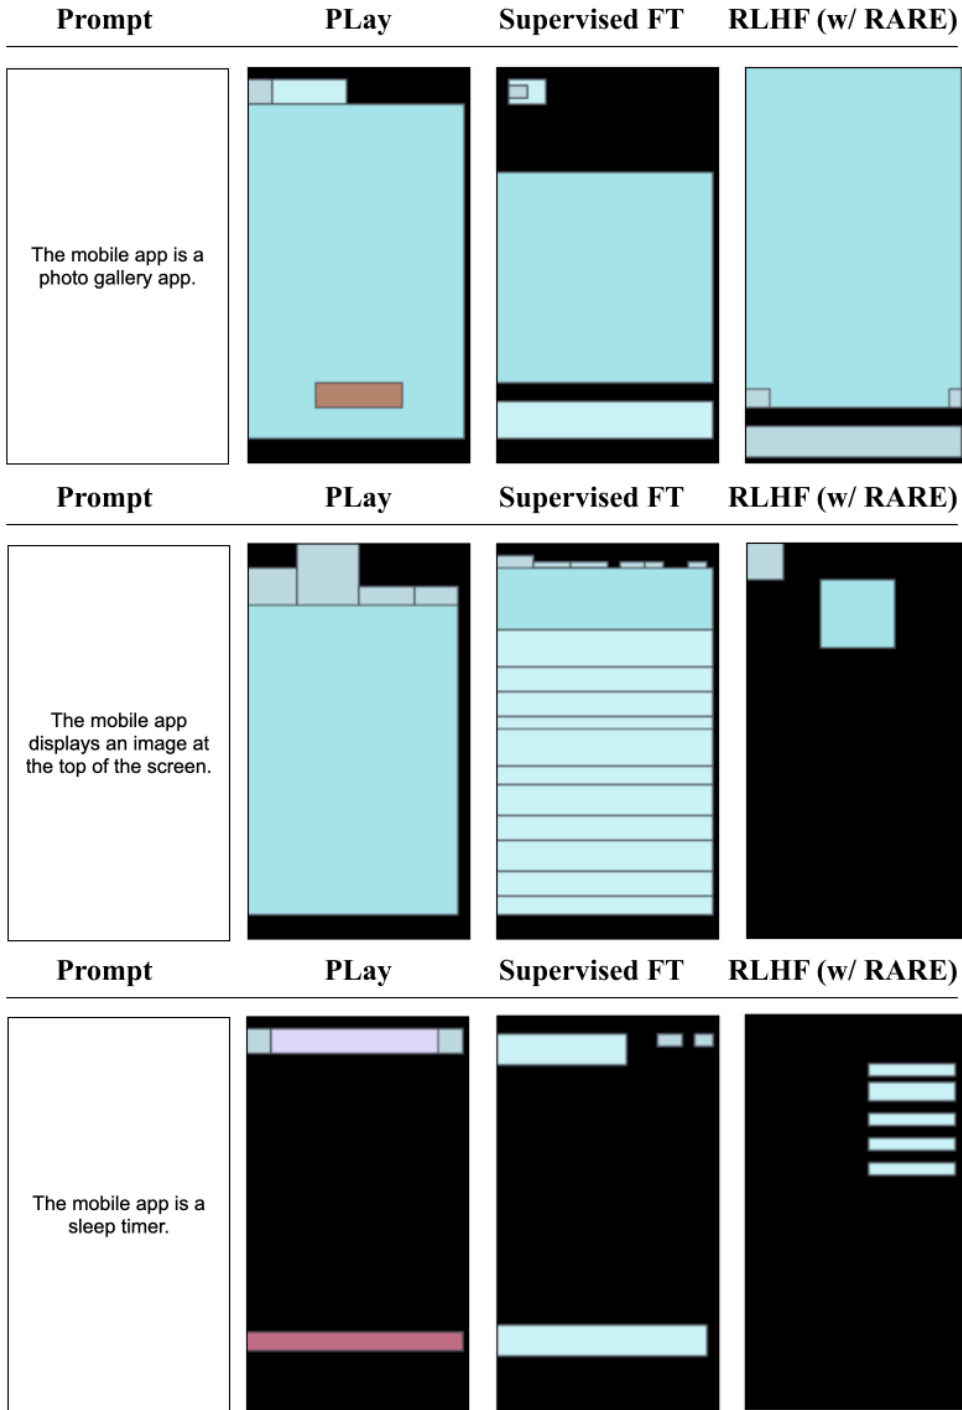 Prompt PLay Supervised FT RLHF (w/ RARE)
The mobile app is a
photo gallery app.
Prompt PLay Supervised FT RLHF (w/ RARE)
The mobile app
displays an image at
the top of the screen.
Prompt PLay Supervised FT RLHF (w/ RARE)
The mobile app is a
sleep timer.